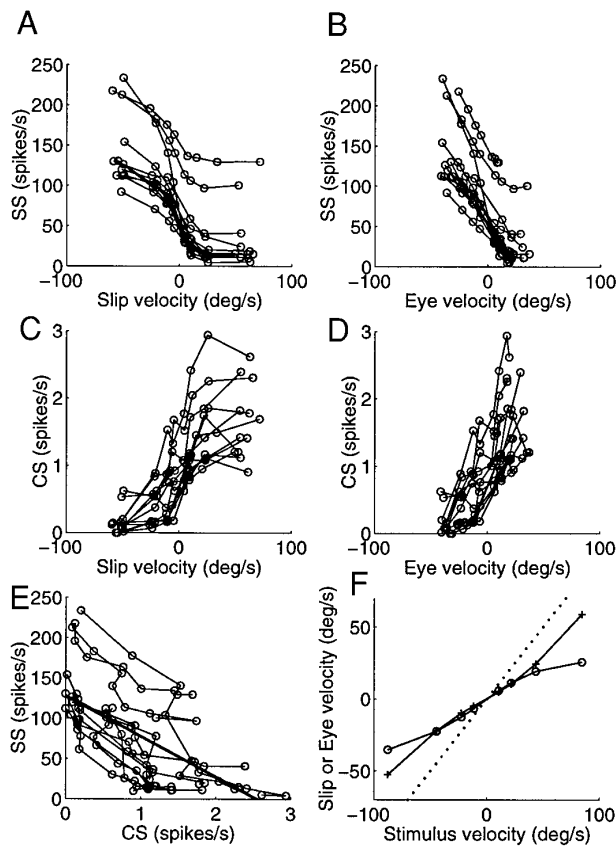 A
B
250
200
150
100
50
0
SS (spikes/s)
−100
0
100
Slip velocity (deg/s)
250
200
150
100
50
0
SS (spikes/s)
−100
0
100
Eye velocity (deg/s)
C
D
3
2
1
0
CS (spikes/s)
−100
0
100
Slip velocity (deg/s)
3
2
1
0
CS (spikes/s)
−100
0
100
Eye velocity (deg/s)
E
F
250
200
150
100
50
0
SS (spikes/s)
0
1
2
3
CS (spikes/s)
50
0
−50
Slip or Eye velocity (deg/s)
−100
0
100
Stimulus velocity (deg/s)